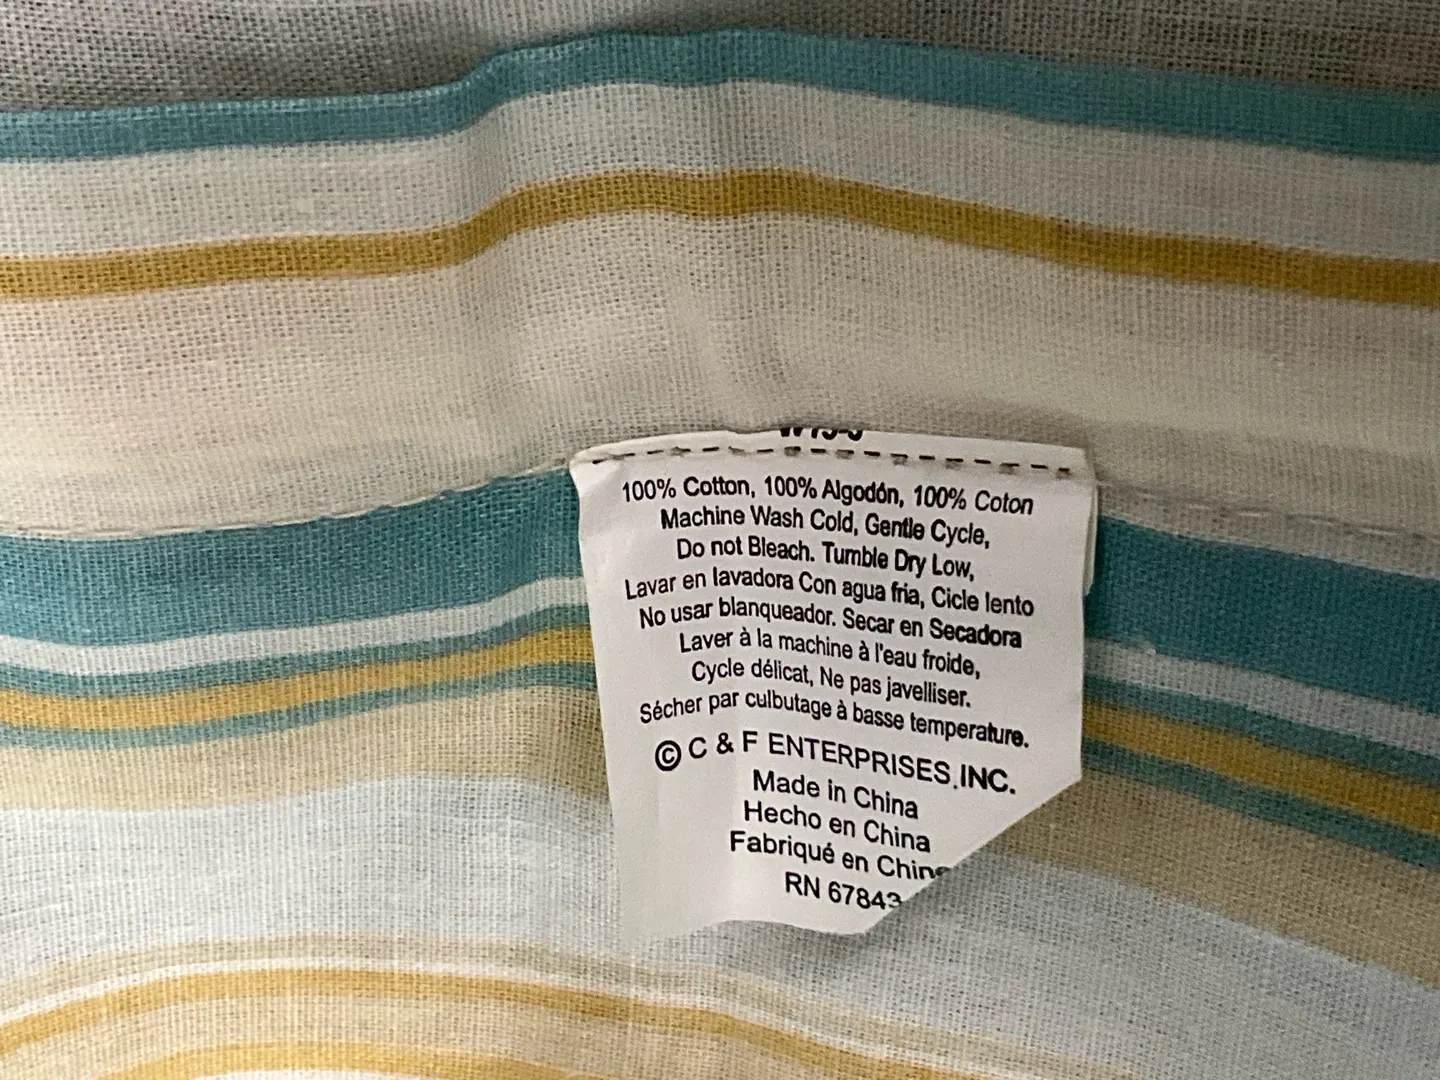 100% Cotton, 100% Algodón, 100% Coton
Machine Wash Cold, Gentle Cycle,
Do not Bleach. Tumble Dry Low,
Lavar en lavadora Con agua fria, Cicle lento
No usar blanqueador. Secar en Secadora
Laver à la machine à l'eau froide,
Cycle délicat, Ne pas javelliser.
Sécher par culbutage à basse temperature.
© C & F ENTERPRISES, INC.
Made in China
Hecho en China
Fabriqué en Chine
RN 67843